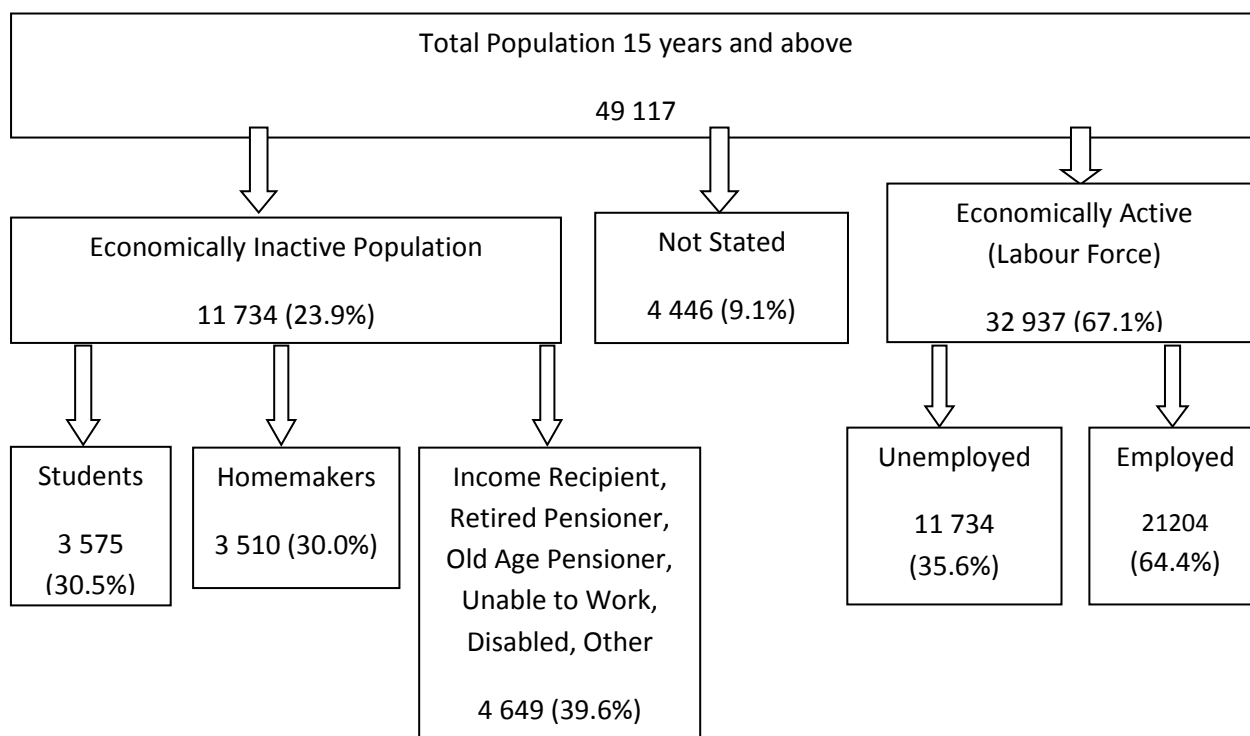 Total Population 15 years and above
49 117
Economically Inactive Population
11 734 (23.9%)
Not Stated
4 446 (9.1%)
Economically Active
(Labour Force)
32 937 (67.1%)
Students
3 575
(30.5%)
Homemakers
3 510 (30.0%)
Income Recipient,
Retired Pensioner,
Old Age Pensioner,
Unable to Work,
Disabled, Other
4 649 (39.6%)
Unemployed
11 734
(35.6%)
Employed
21204
(64.4%)